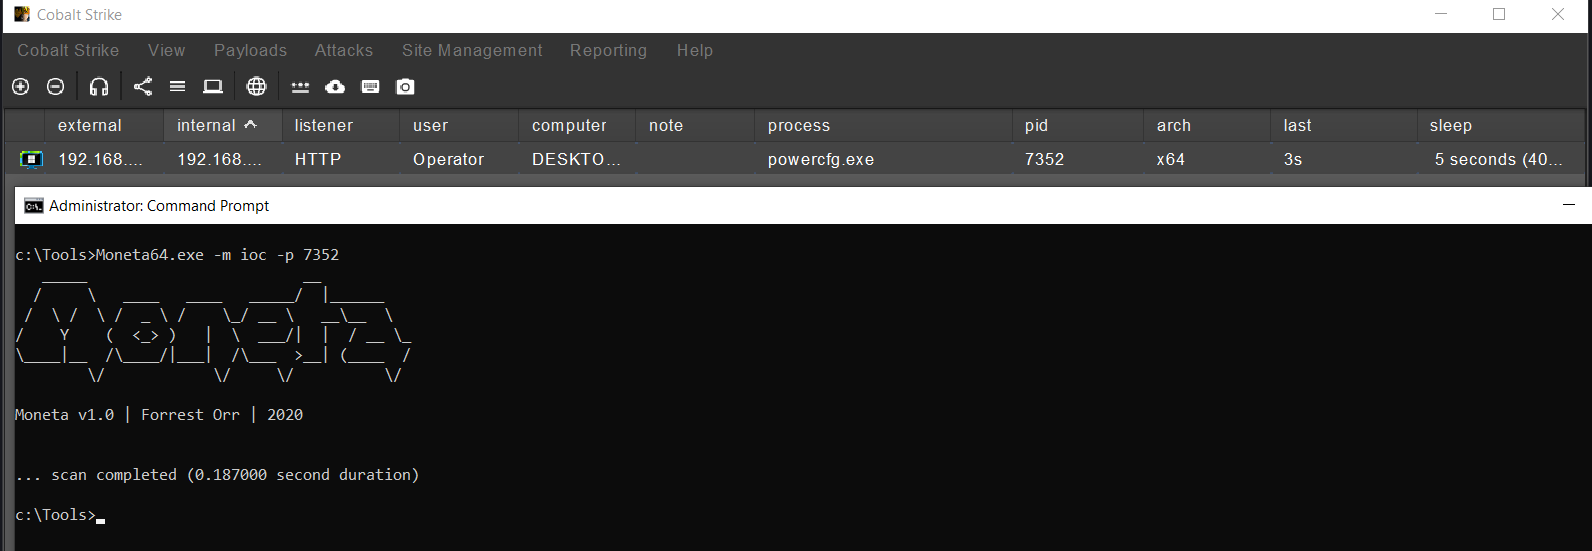 Cobalt Strike
Cobalt Strike View Payloads Attacks Site Management Reporting Help
external internal listener user computer note process pid arch last sleep
192.168.... 192.168.... HTTP Operator DESKTO... powercfg.exe 7352 x64 3s 5 seconds (40...
Administrator: Command Prompt
c:\Tools>Moneta64.exe -m ioc -p 7352
Moneta
Moneta v1.0 | Forrest Orr | 2020
... scan completed (0.187000 second duration)
c:\Tools>